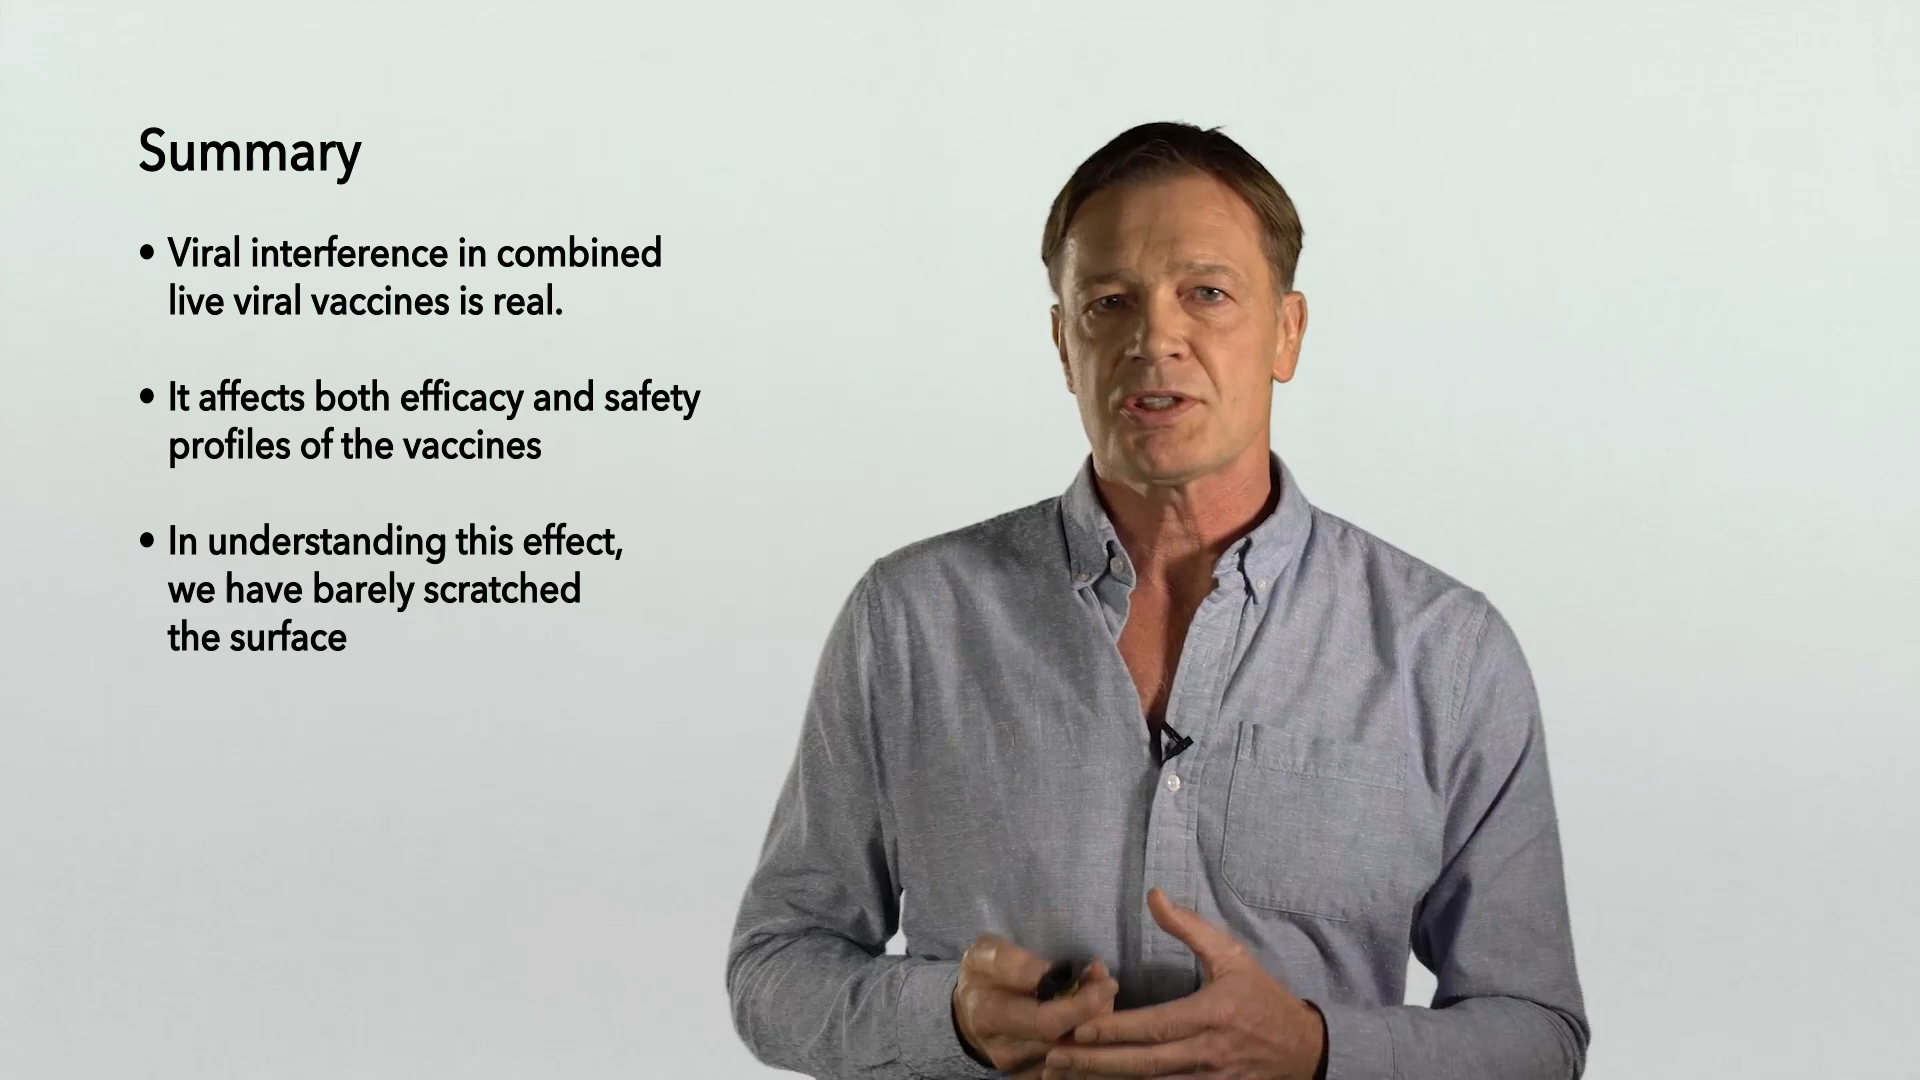 Summary
• Viral interference in combined
live viral vaccines is real.
• It affects both efficacy and safety
profiles of the vaccines
• In understanding this effect,
we have barely scratched
the surface